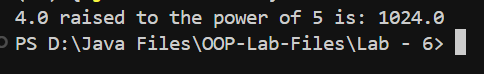 4.0 raised to the power of 5 is: 1024.0
PS D:\Java Files\OOP-Lab-Files\Lab - 6>